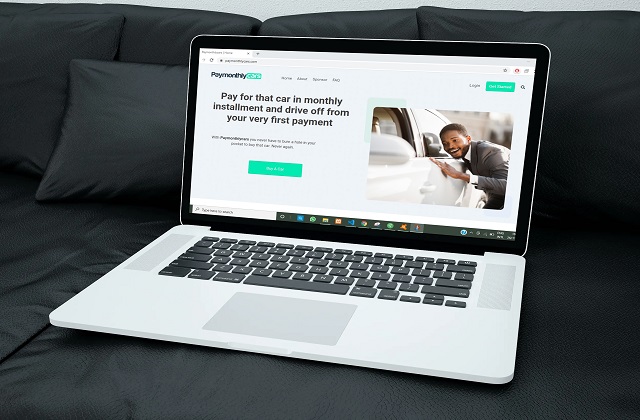 Paymonthlycars
Home About Sponsor FAQ
Login Get Started
Pay for that car in monthly
installment and drive off from
your very first payment
With Paymonthlycars you never have to burn a hole in your
pocket to buy that car. Never again.
Buy A Car
Type here to search